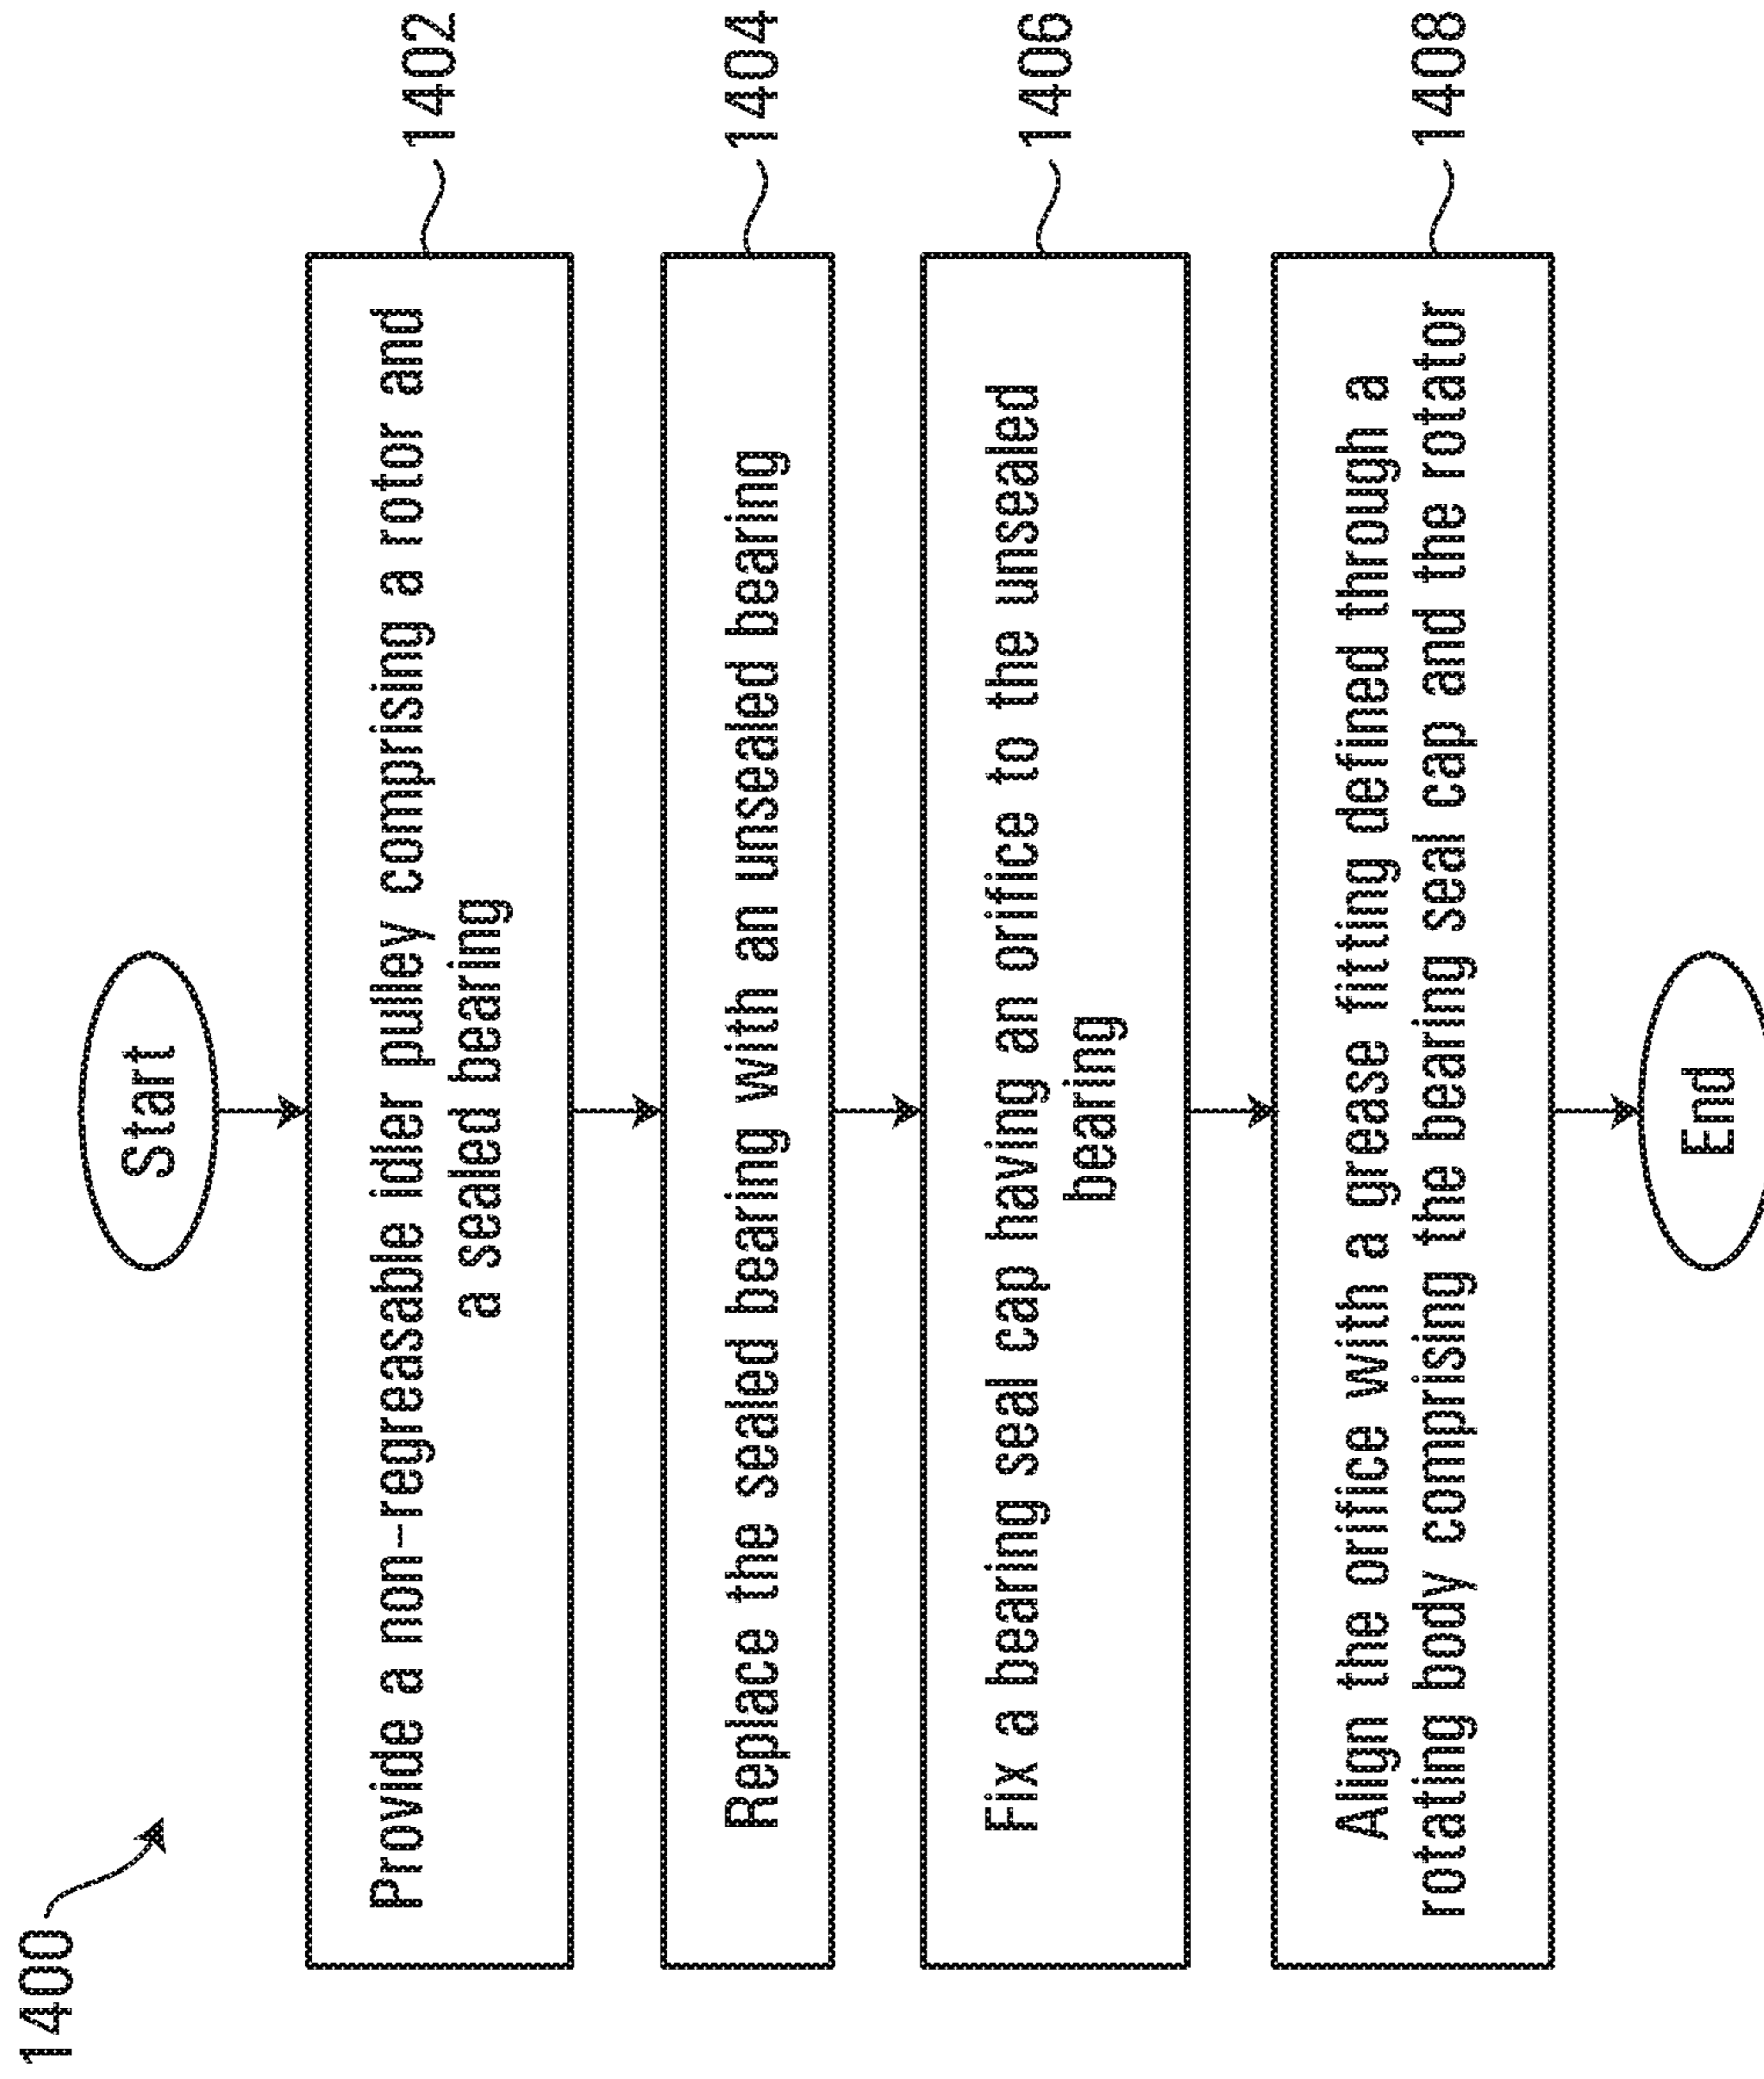 1400
Start
Provide a non-regreasable idler pulley comprising a rotor and
a sealed bearing
1402
Replace the sealed bearing with an unsealed bearing
1404
Fix a bearing seal cap having an orifice to the unsealed
bearing
1406
Align the orifice with a grease fitting defined through a
rotating body comprising the bearing seal cap and the rotator
1408
End